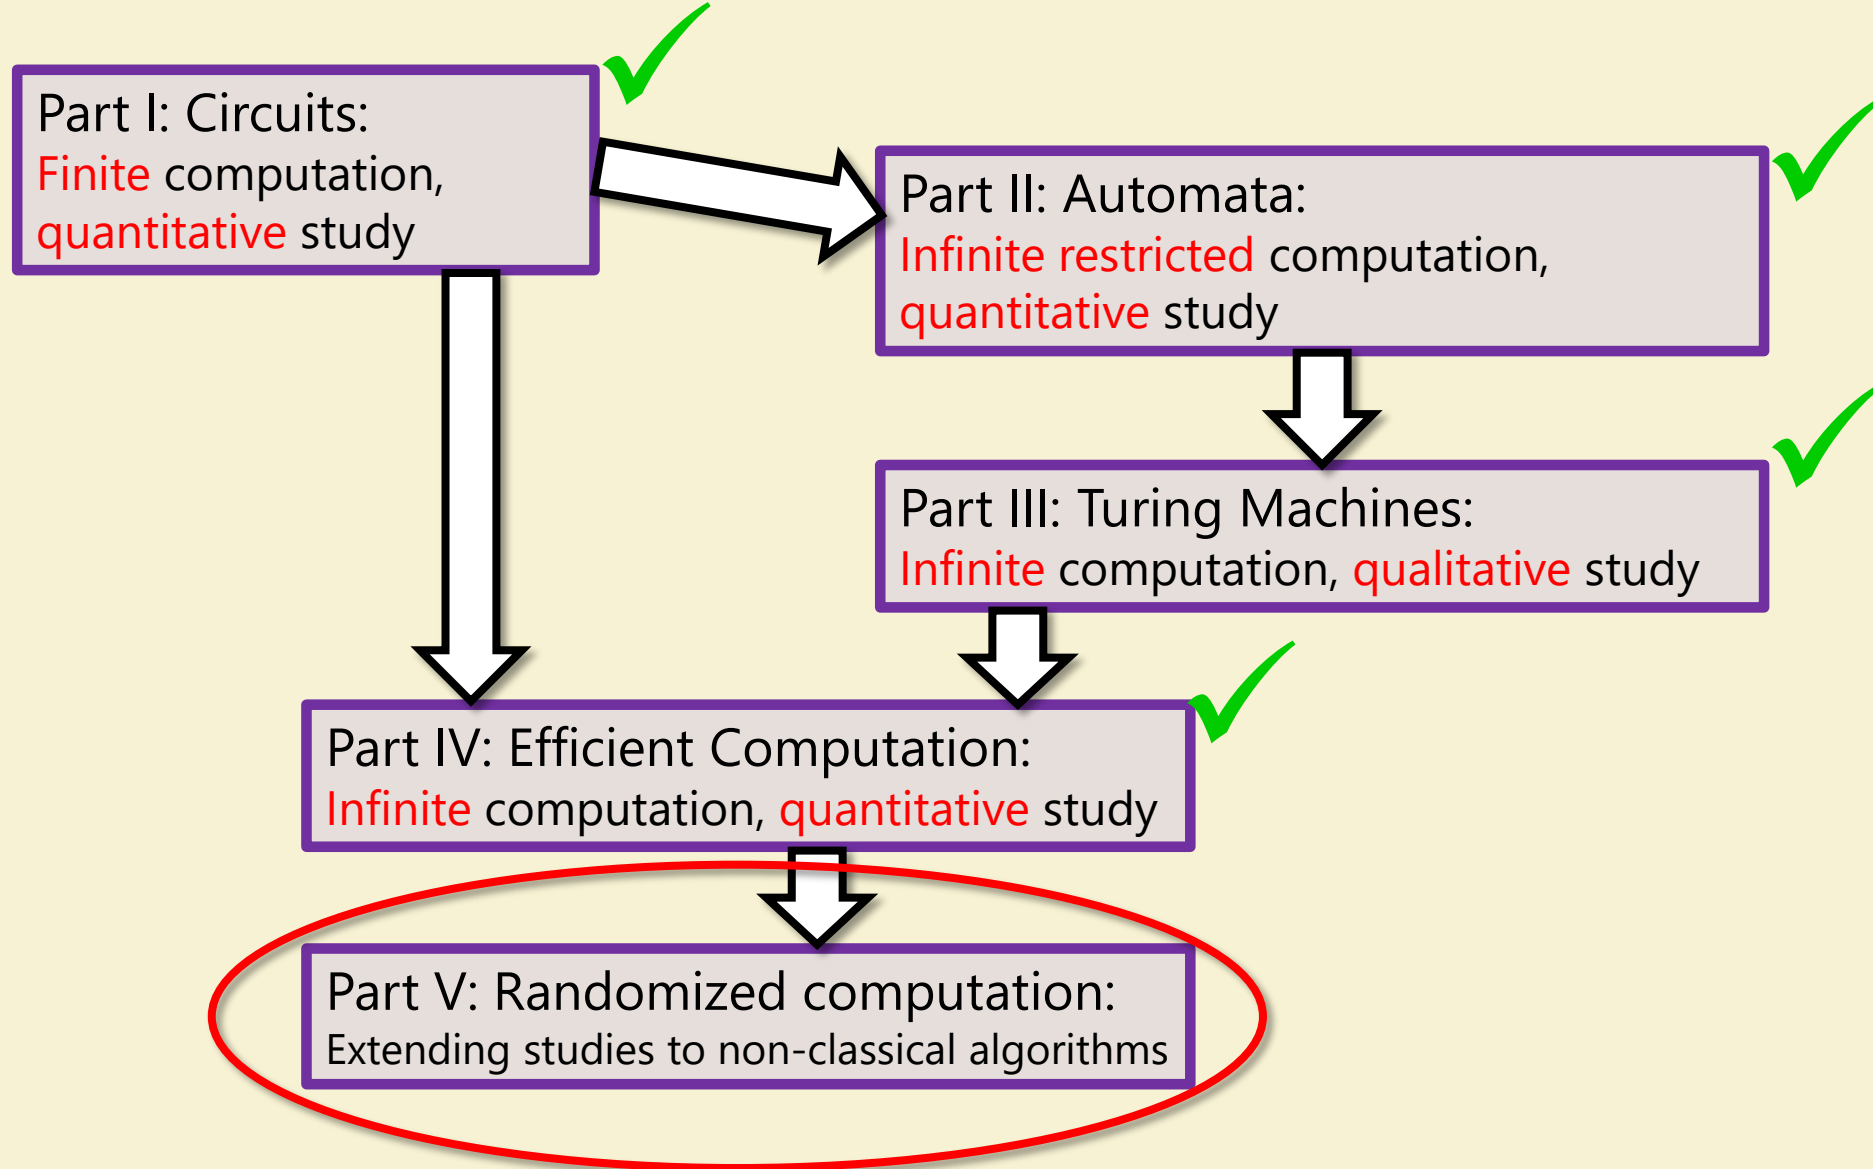 Part I: Circuits:
Finite computation,
quantitative study
Part II: Automata:
Infinite restricted computation,
quantitative study
Part III: Turing Machines:
Infinite computation, qualitative study
Part IV: Efficient Computation:
Infinite computation, quantitative study
Part V: Randomized computation:
Extending studies to non-classical algorithms